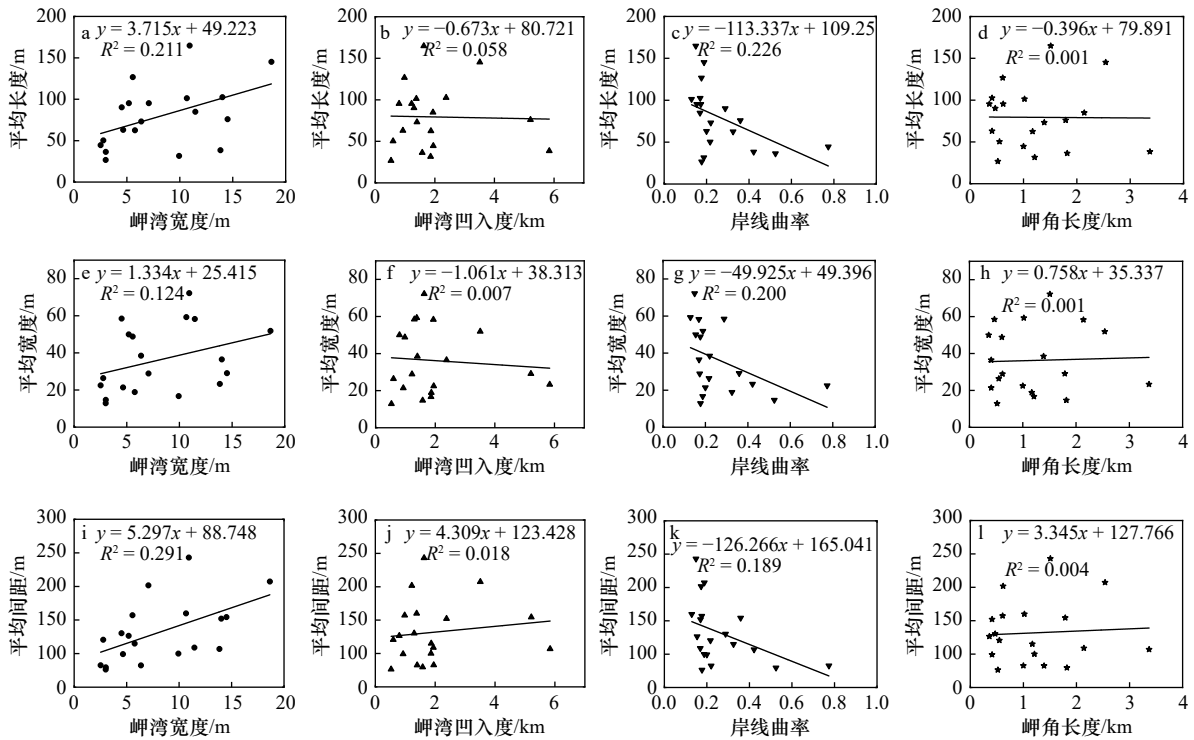 a y = 3.715x + 49.223
R² = 0.211
200
150
100
50
0
0 5 10 15 20
平均长度/m
岬湾宽度/m
b y = −0.673x + 80.721
R² = 0.058
200
150
100
50
0
0 2 4 6
平均长度/m
岬湾凹入度/km
c y = −113.337x + 109.25
R² = 0.226
200
150
100
50
0
0 0.2 0.4 0.6 0.8 1.0
平均长度/m
岸线曲率
d y = −0.396x + 79.891
R² = 0.001
200
150
100
50
0
0 1 2 3 4
平均长度/m
岬角长度/km
e y = 1.334x + 25.415
R² = 0.124
80
60
40
20
0
0 5 10 15 20
平均宽度/m
岬湾宽度/m
f y = −1.061x + 38.313
R² = 0.007
80
60
40
20
0
0 2 4 6
平均宽度/m
岬湾凹入度/km
g y = −49.925x + 49.396
R² = 0.200
80
60
40
20
0
0 0.2 0.4 0.6 0.8 1.0
平均宽度/m
岸线曲率
h y = 0.758x + 35.337
R² = 0.001
80
60
40
20
0
0 1 2 3 4
平均宽度/m
岬角长度/km
i y = 5.297x + 88.748
R² = 0.291
300
250
200
150
100
50
0
0 5 10 15 20
平均间距/m
岬湾宽度/m
j y = 4.309x + 123.428
R² = 0.018
300
250
200
150
100
50
0
0 2 4 6
平均间距/m
岬湾凹入度/km
k
y = −126.266x + 165.041
R² = 0.189
300
250
200
150
100
50
0
0.0 0.2 0.4 0.6 0.8 1.0
平均间距/m
岸线曲率
l y = 3.345x + 127.766
R² = 0.004
300
250
200
150
100
50
0
0 1 2 3 4
平均间距/m
岬角长度/km